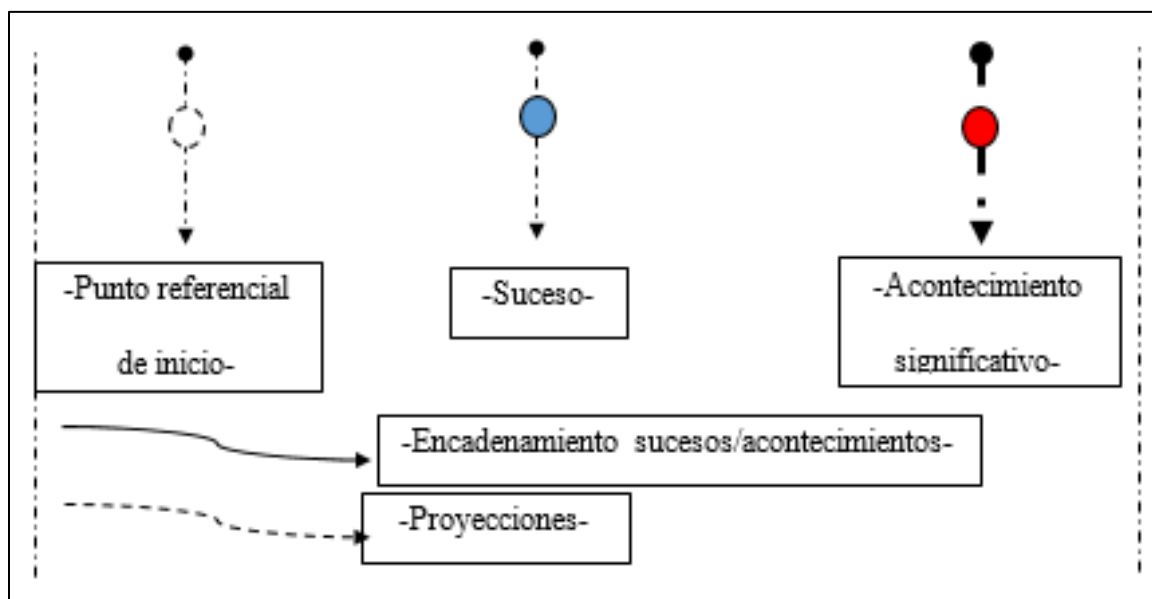 -Punto referencial
de inicio-
-Suceso-
-Acontecimiento
significativo-
-Encadenamiento sucesos/acontecimientos-
-Proyecciones-